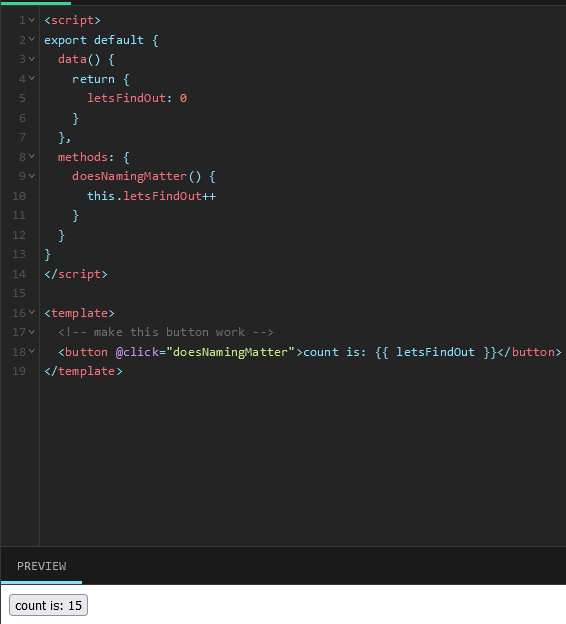 1 <script>
2 export default {
3   data() {
4     return {
5       letsFindOut: 0
6     }
7   },
8   methods: {
9     doesNamingMatter() {
10       this.letsFindOut++
11     }
12   }
13 }
14 </script>
15
16 <template>
17   <!-- make this button work -->
18   <button @click="doesNamingMatter">count is: {{ letsFindOut }}</button>
19 </template>
PREVIEW
count is: 15